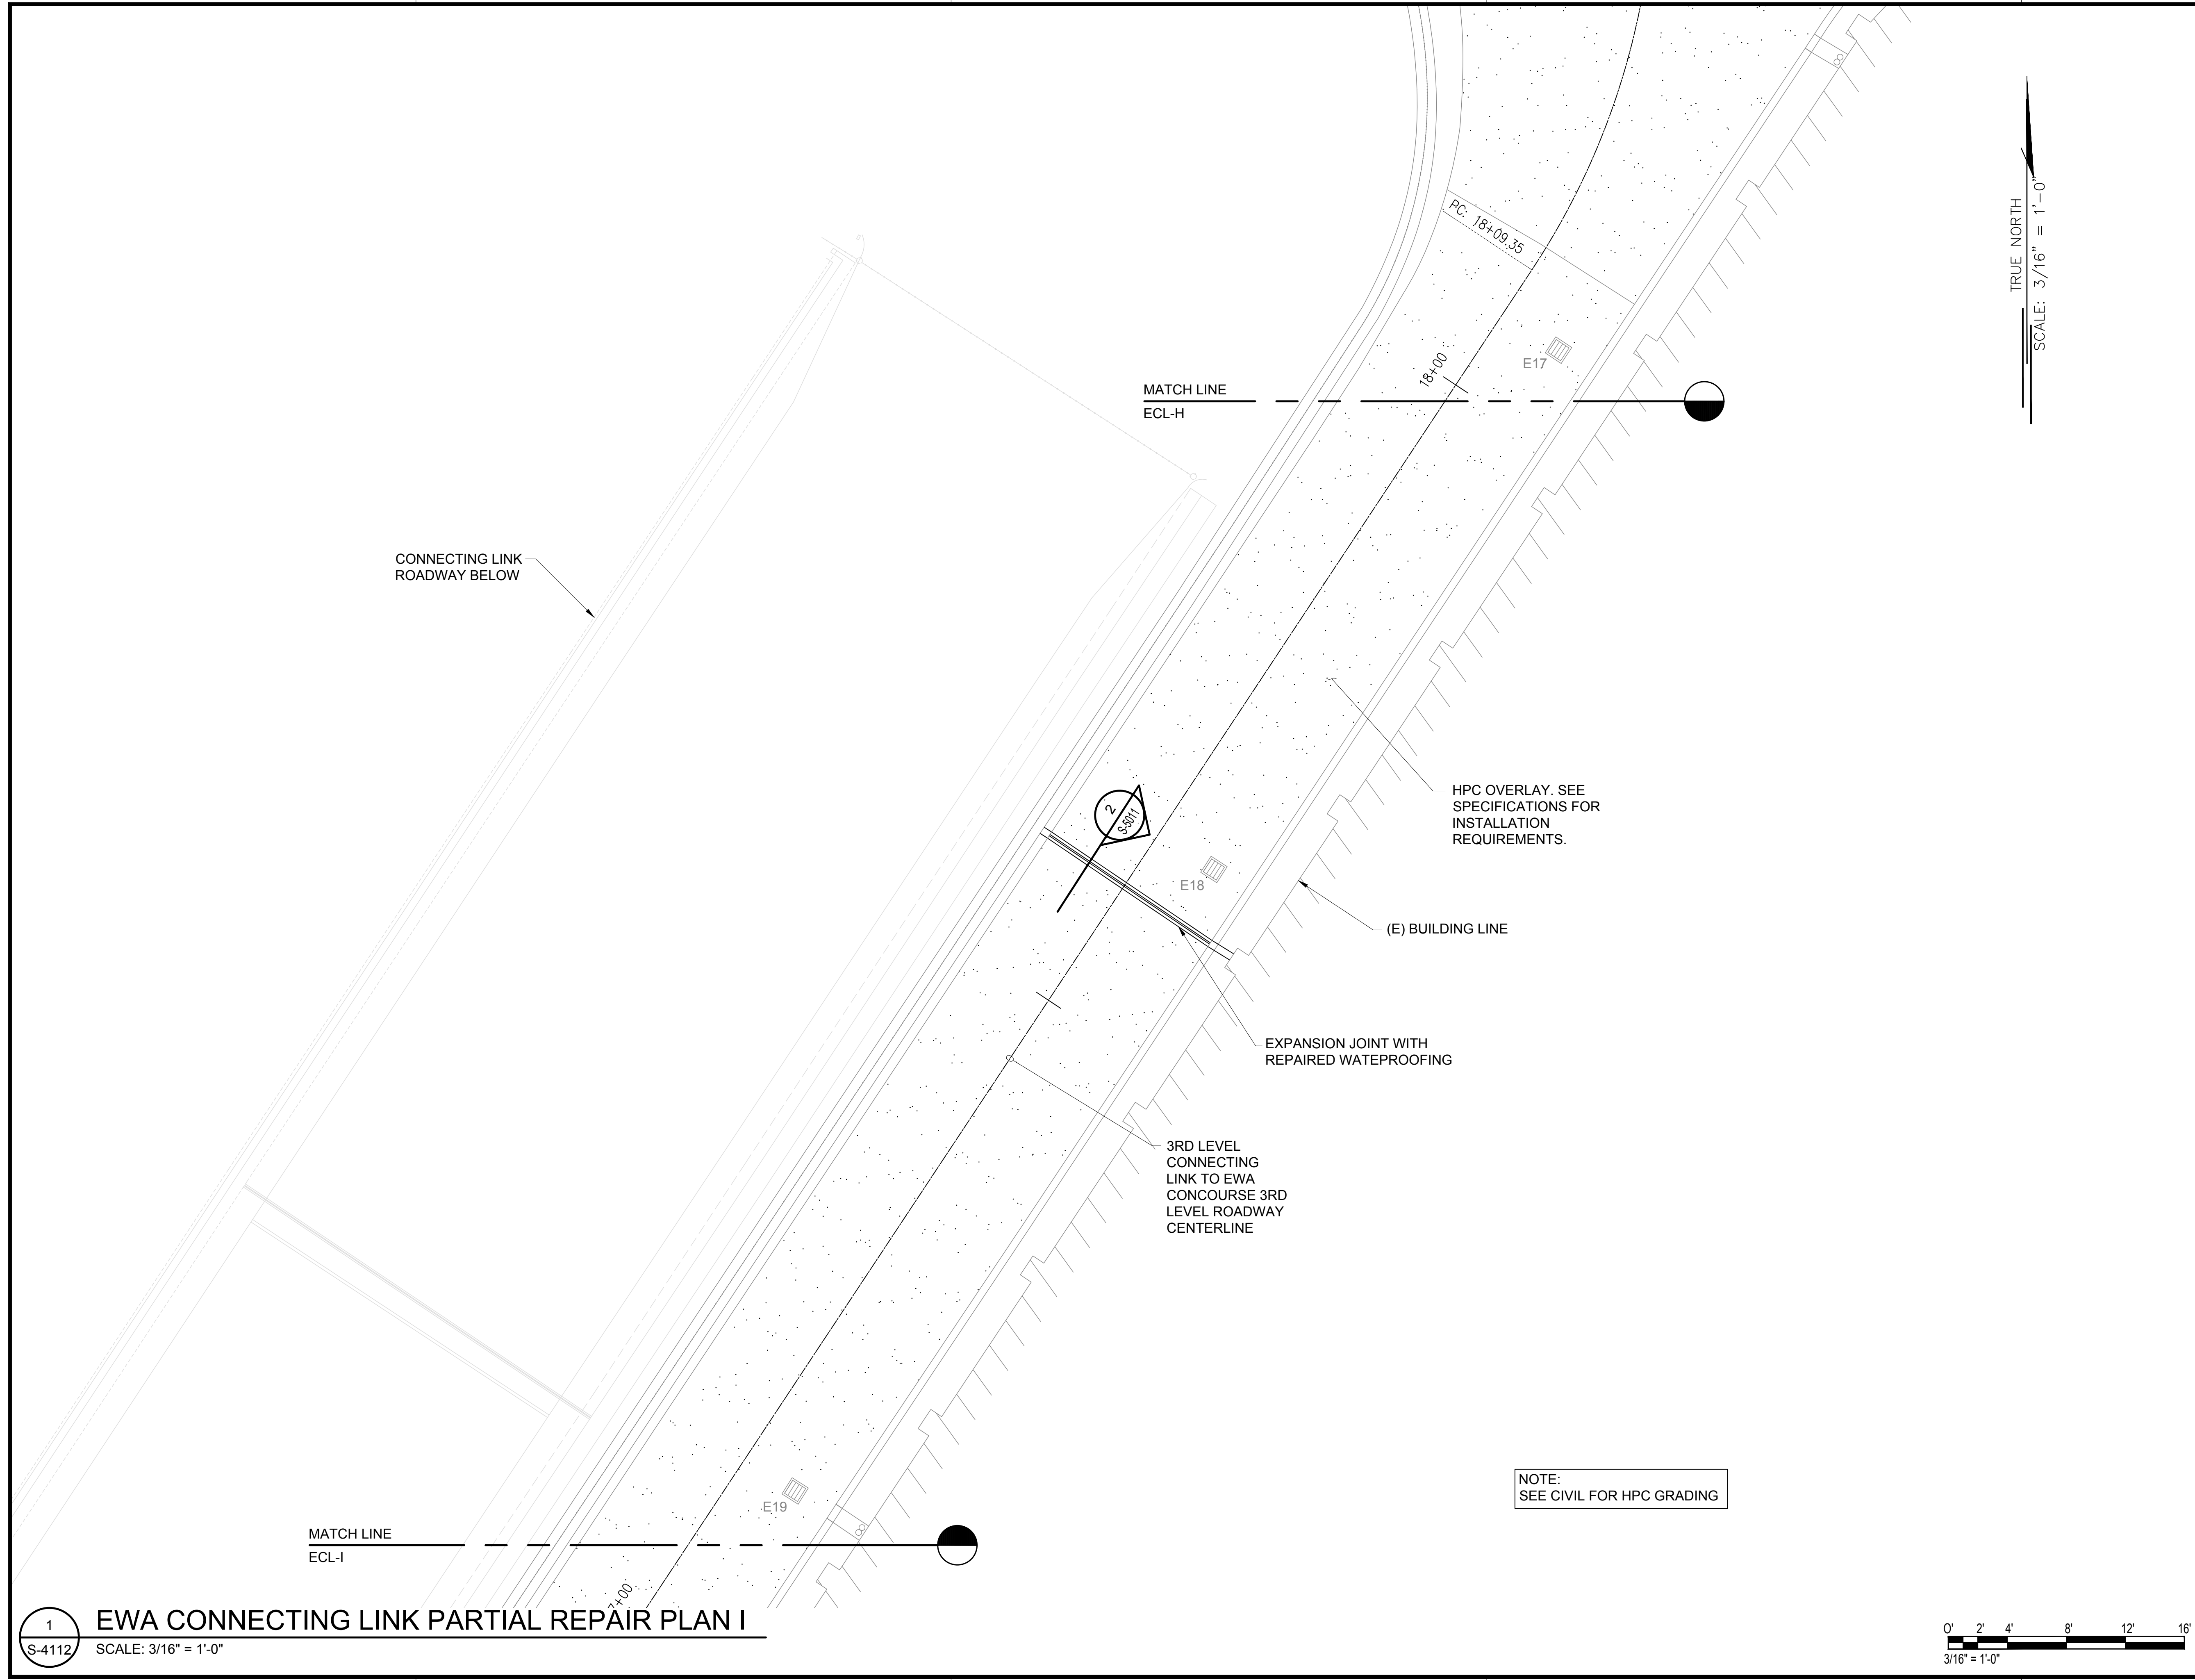 PC: 18+09.35
TRUE NORTH
SCALE: 3/16" = 1'-0"
E17
18+00
MATCH LINE
ECL-H
CONNECTING LINK
ROADWAY BELOW
2
S-5011
HPC OVERLAY. SEE
SPECIFICATIONS FOR
INSTALLATION
REQUIREMENTS.
E18
(E) BUILDING LINE
EXPANSION JOINT WITH
REPAIRED WATEPROOFING
3RD LEVEL
CONNECTING
LINK TO EWA
CONCOURSE 3RD
LEVEL ROADWAY
CENTERLINE
NOTE:
SEE CIVIL FOR HPC GRADING
E19
MATCH LINE
ECL-I
7+00
1
S-4112
EWA CONNECTING LINK PARTIAL REPAIR PLAN I
SCALE: 3/16" = 1'-0"
0' 2' 4' 8' 12' 16'
3/16" = 1'-0"